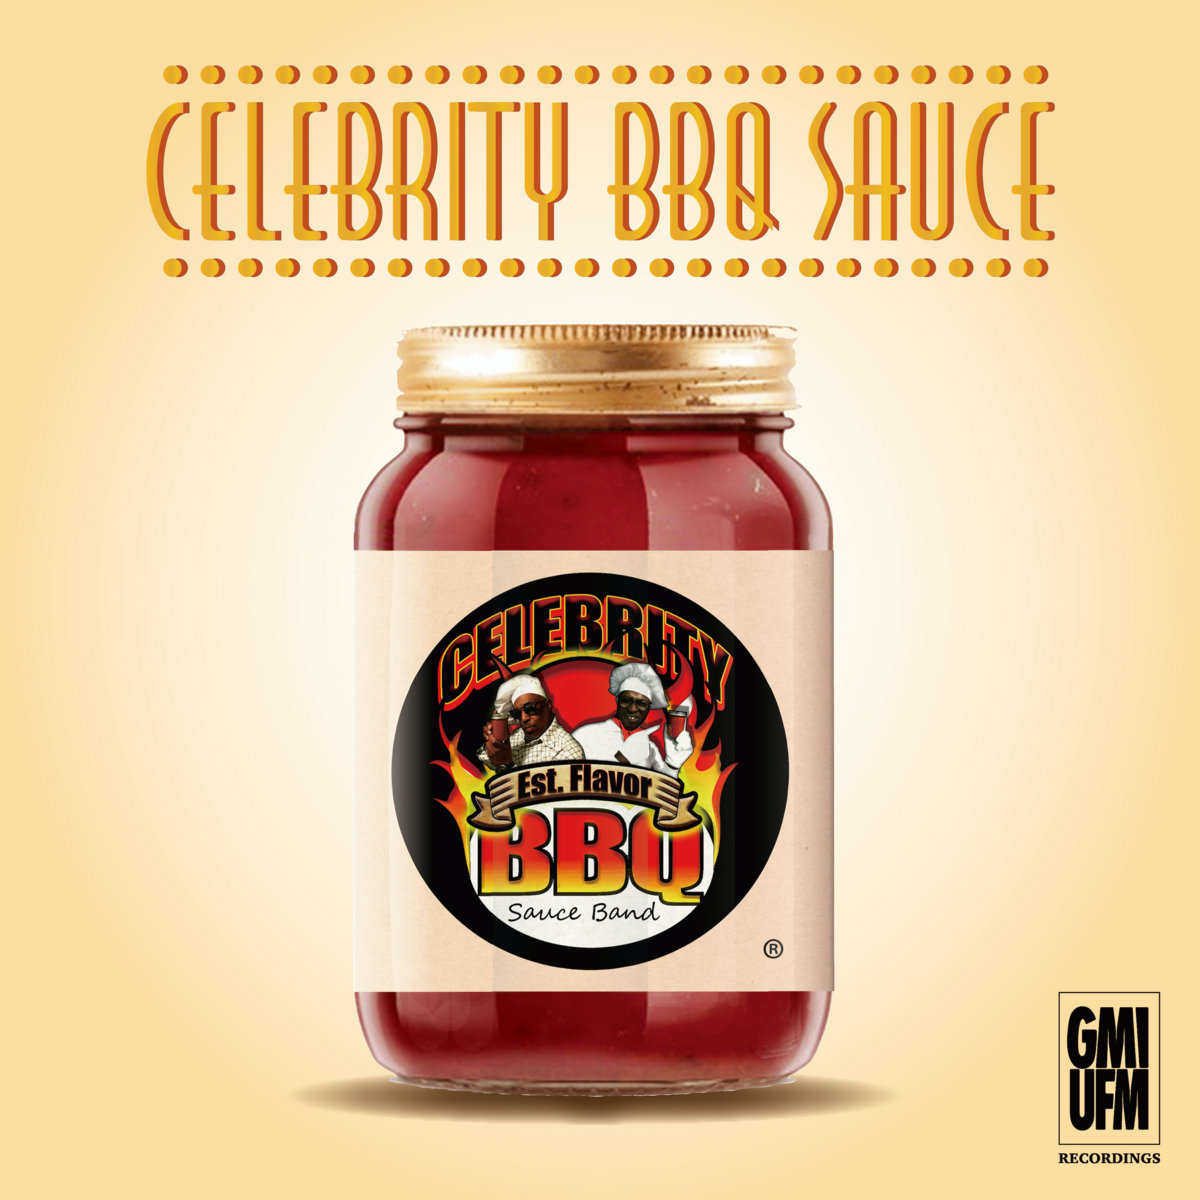 CELEBRITY BBQ SAUCE
CELEBRITY
Est. Flavor
BBQ
Sauce Band
®
GMI
UFM
RECORDINGS